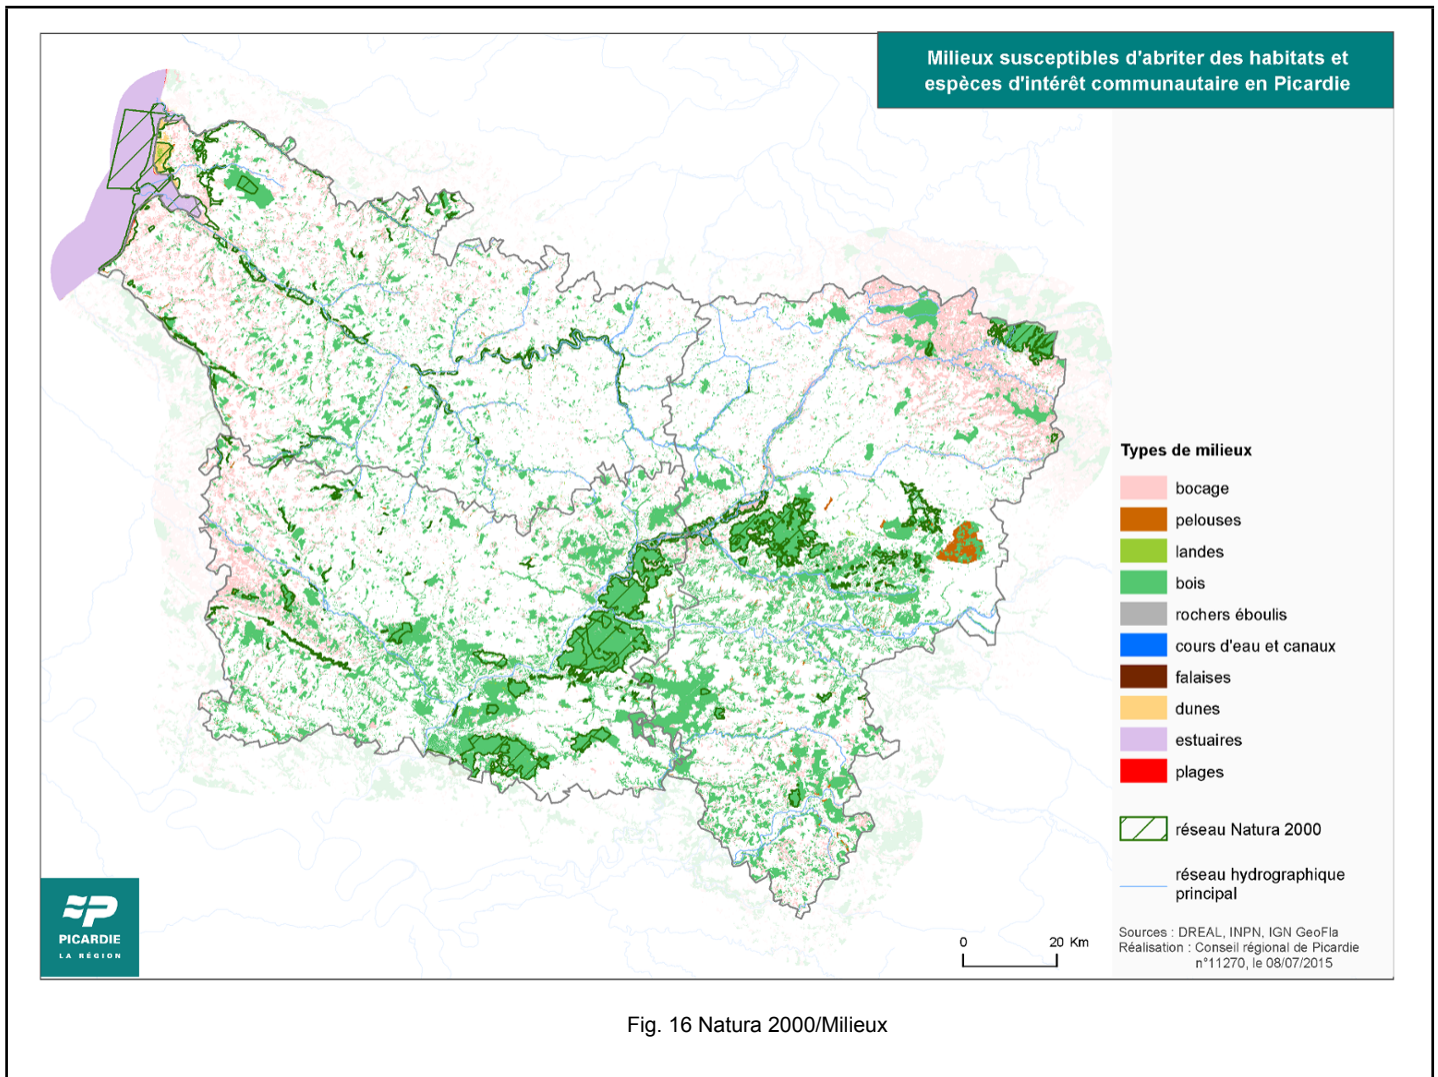 Milieux susceptibles d'abriter des habitats et
espèces d'intérêt communautaire en Picardie
Types de milieux
bocage
pelouses
landes
bois
rochers éboulis
cours d'eau et canaux
falaises
dunes
estuaires
plages
réseau Natura 2000
réseau hydrographique
principal
Sources : DREAL, INPN, IGN GeoFla
Réalisation : Conseil régional de Picardie
n°11270, le 08/07/2015
0 20 Km
PICARDIE
LA RÉGION
Fig. 16 Natura 2000/Milieux